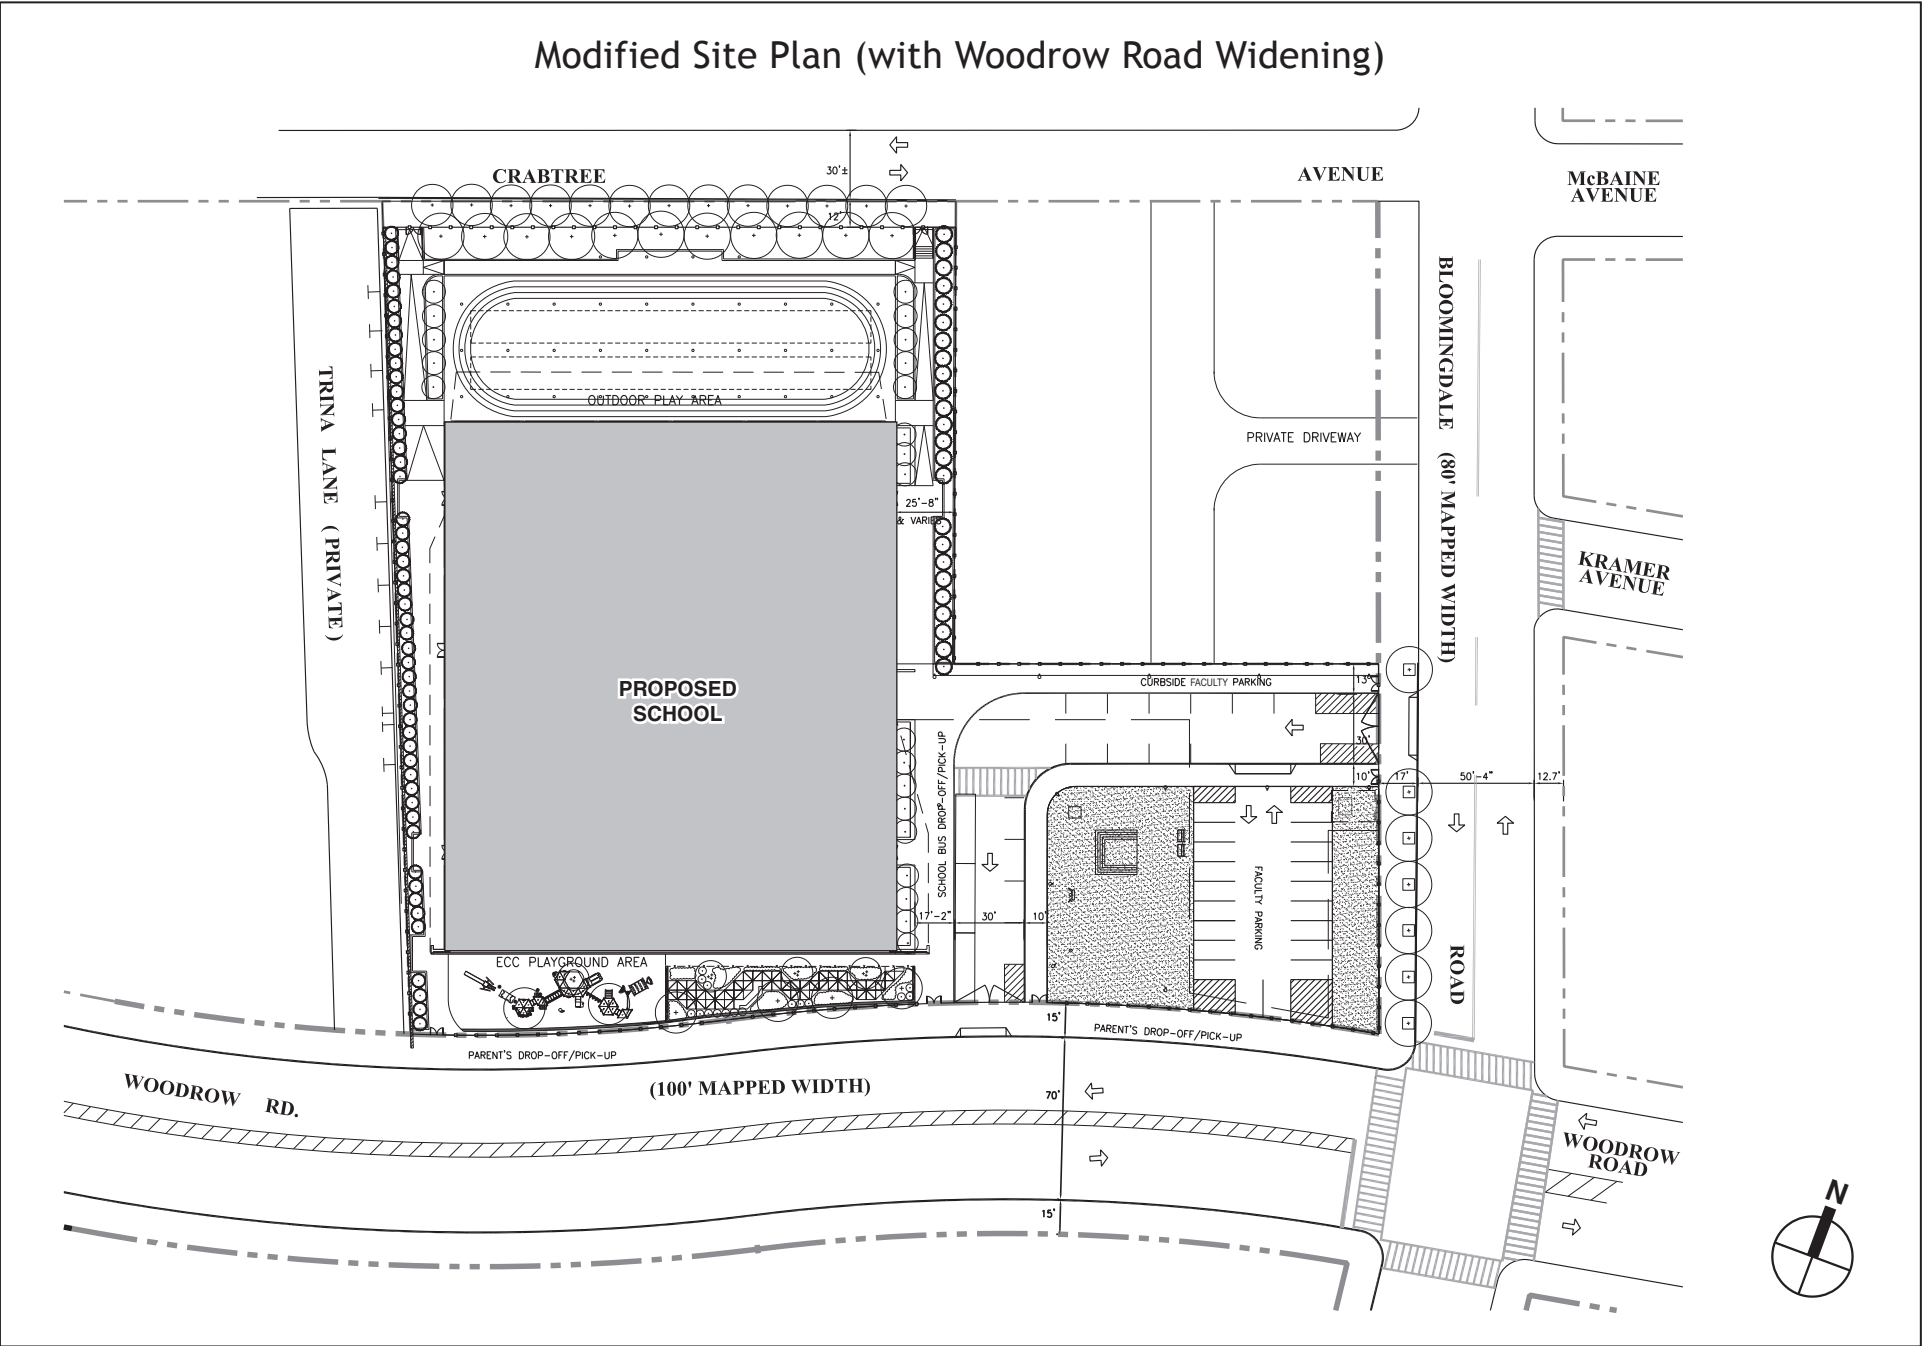 Modified Site Plan (with Woodrow Road Widening)
CRABTREE
30'±
AVENUE
McBAINE
AVENUE
12'
OUTDOOR PLAY AREA
TRINA LANE (PRIVATE)
PRIVATE DRIVEWAY
BLOOMINGDALE (80' MAPPED WIDTH)
ROAD
25'-8"
& VARIES
KRAMER
AVENUE
PROPOSED
SCHOOL
CURBSIDE FACULTY PARKING
13'
30'
10'
17'
50'-4"
12.7'
SCHOOL BUS DROP-OFF/PICK-UP
FACULTY PARKING
17'-2"
30'
10'
ECC PLAYGROUND AREA
15'
PARENT'S DROP-OFF/PICK-UP
PARENT'S DROP-OFF/PICK-UP
WOODROW RD.
(100' MAPPED WIDTH)
70'
WOODROW
ROAD
15'
N